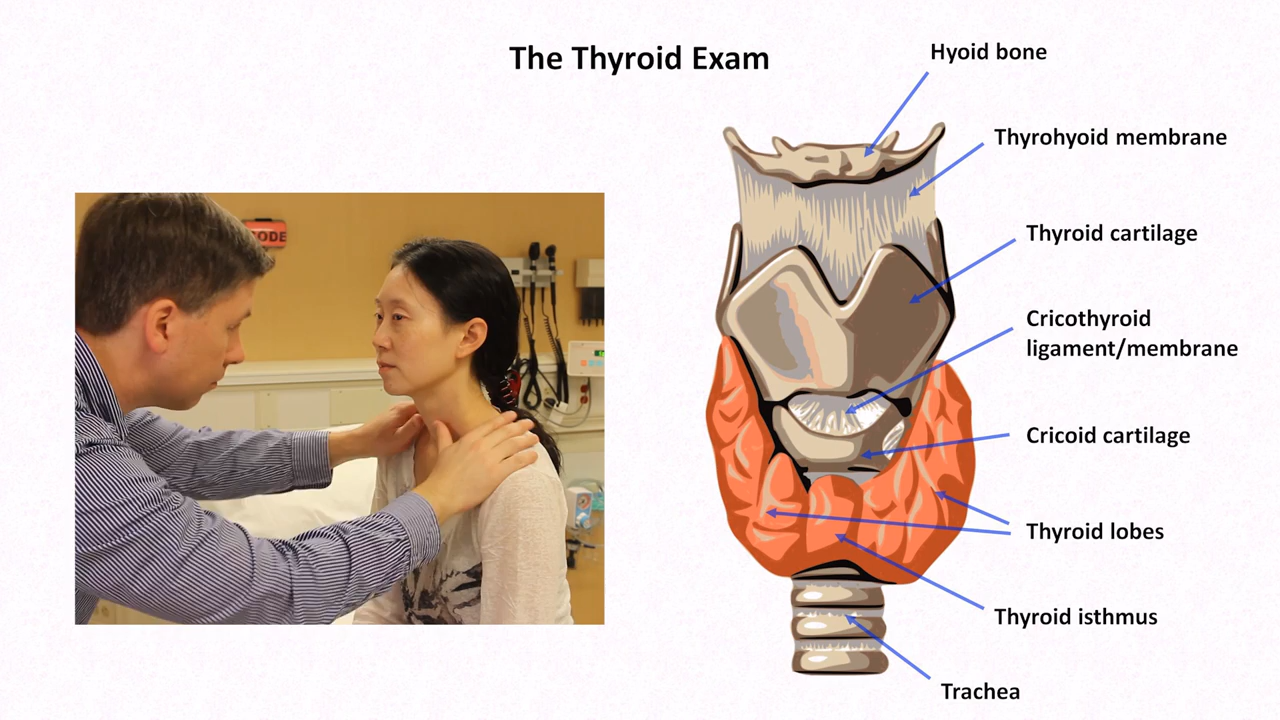 The Thyroid Exam
Hyoid bone
Thyrohyoid membrane
ODE
Thyroid cartilage
Cricothyroid
ligament/membrane
Cricoid cartilage
Thyroid lobes
Thyroid isthmus
Trachea